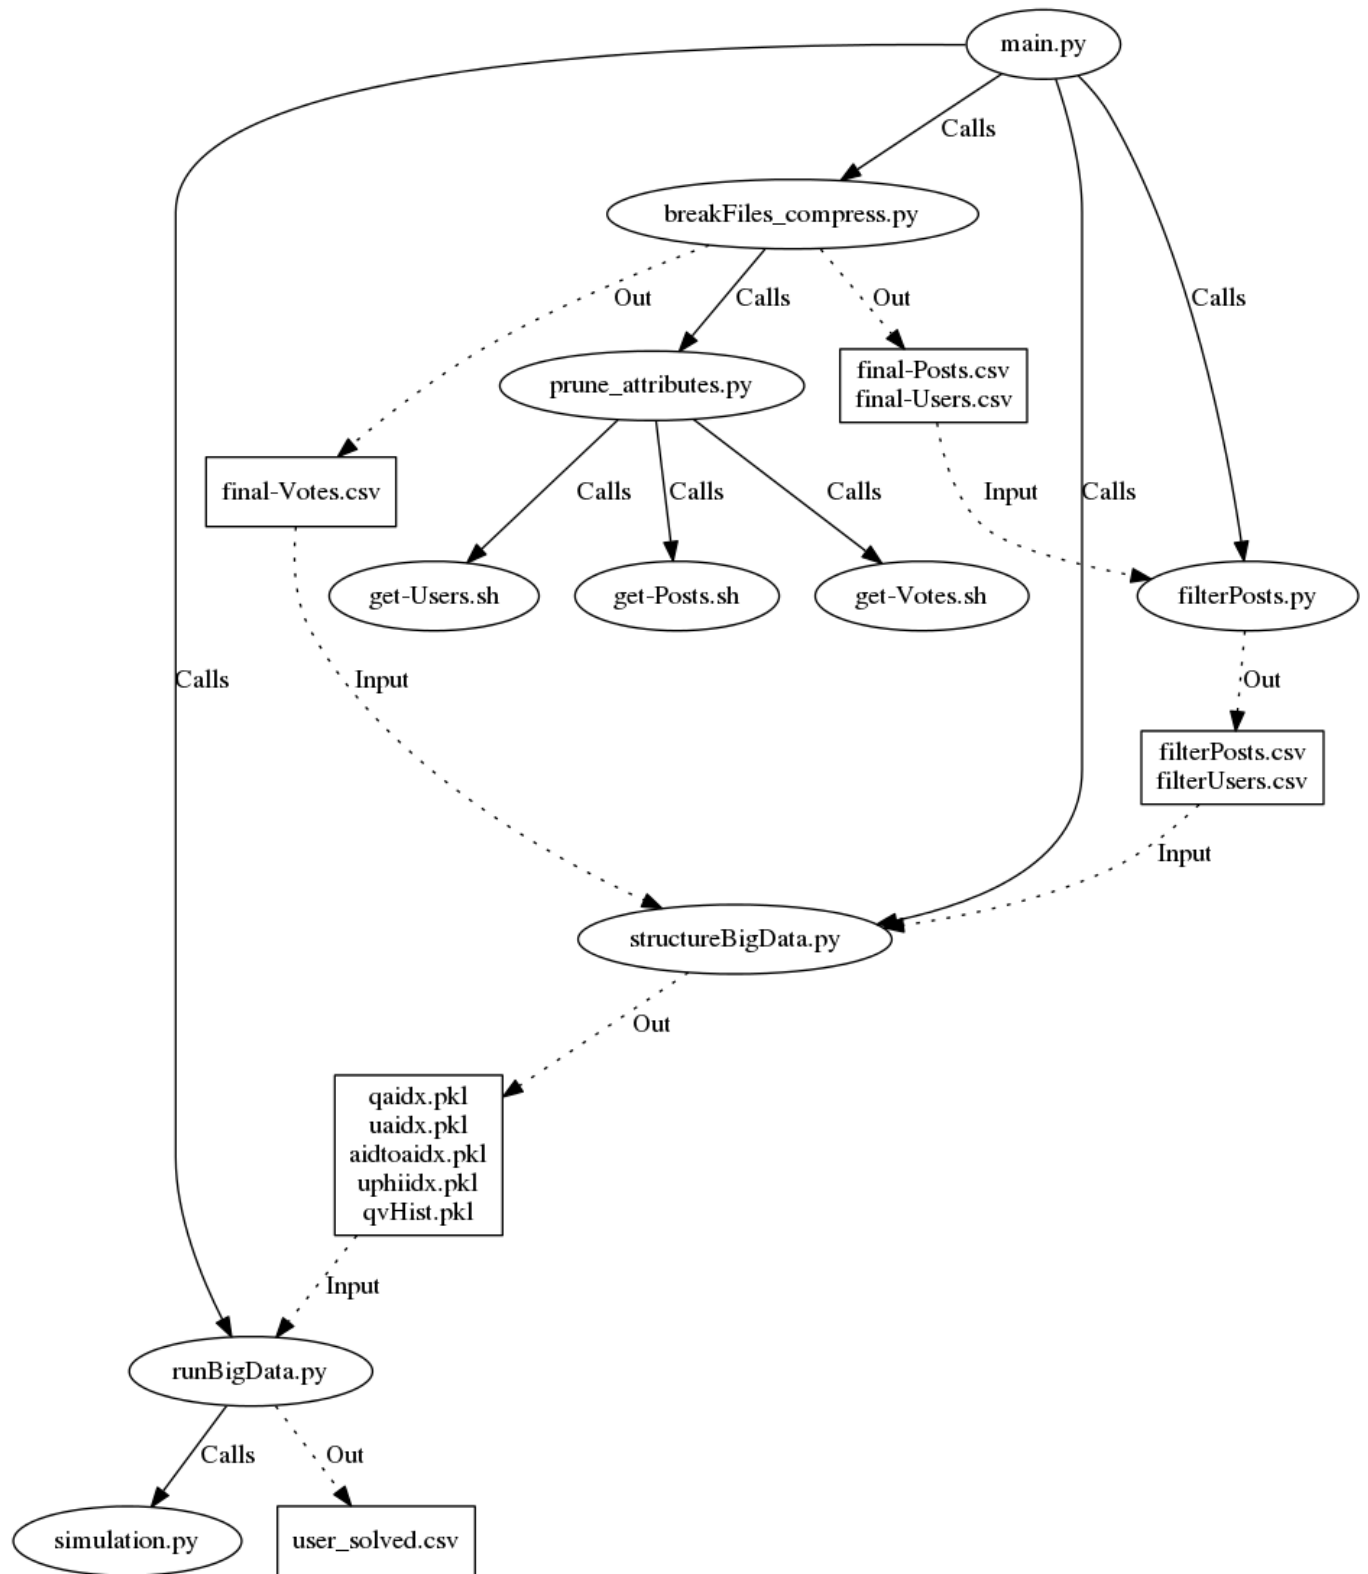 main.py
Calls
breakFiles_compress.py
Out
Calls
Out
Calls
final-Posts.csv
final-Users.csv
prune_attributes.py
final-Votes.csv
Calls
Calls
Calls
Input
Calls
get-Users.sh
get-Posts.sh
get-Votes.sh
filterPosts.py
Calls
Input
Out
filterPosts.csv
filterUsers.csv
Input
structureBigData.py
Out
qaidx.pkl
uaidx.pkl
aidtoaidx.pkl
uphiidx.pkl
qvHist.pkl
Input
runBigData.py
Calls
Out
simulation.py
user_solved.csv